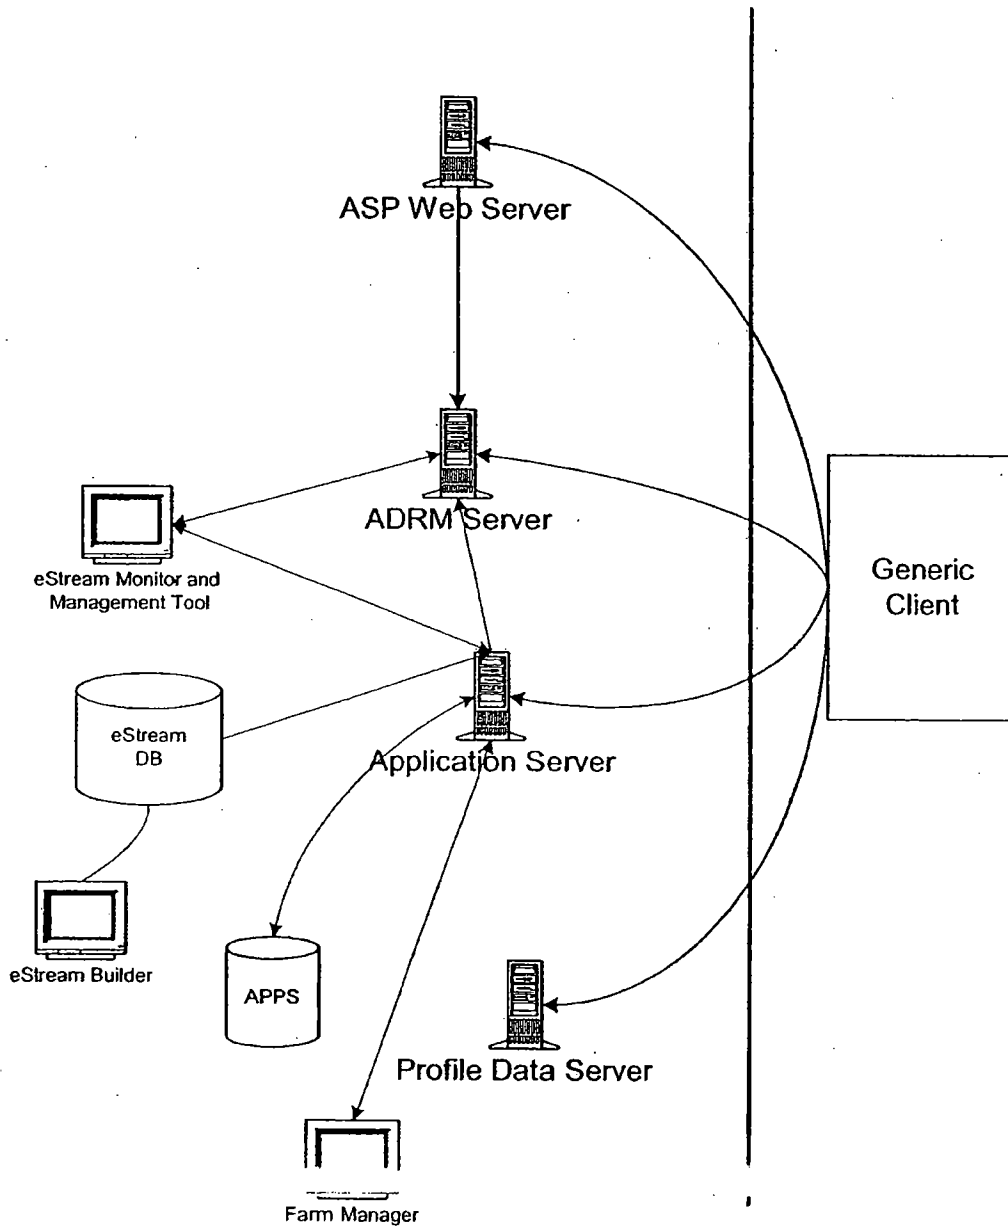 ASP Web Server
ADRM Server
eStream Monitor and
Management Tool
Generic
Client
eStream
DB
Application Server
eStream Builder
APPS
Profile Data Server
Farm Manager